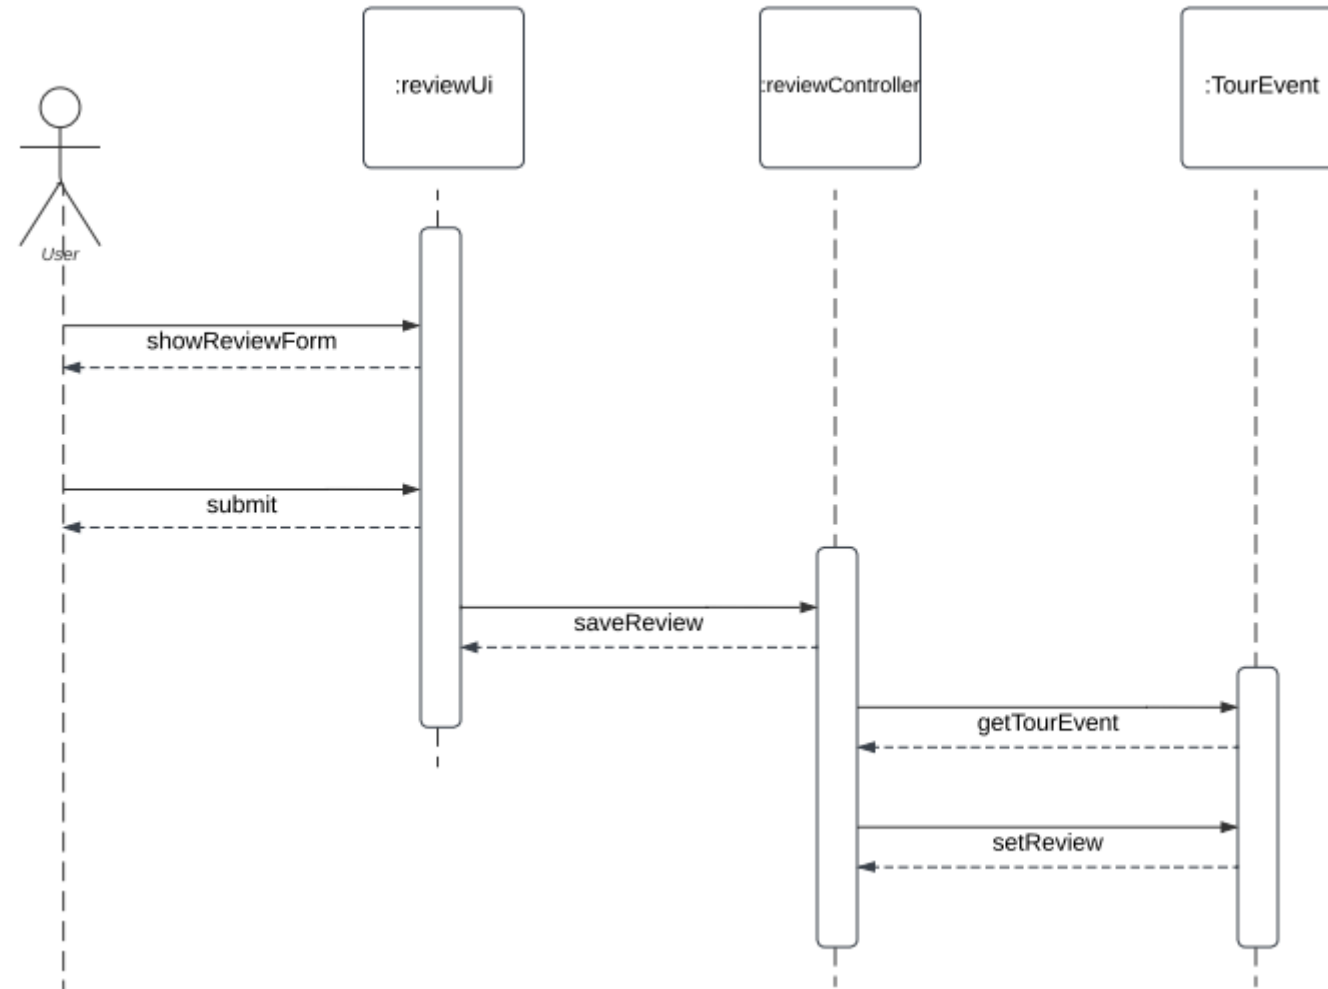 :reviewUi
:reviewController
:TourEvent
User
showReviewForm
submit
saveReview
getTourEvent
setReview